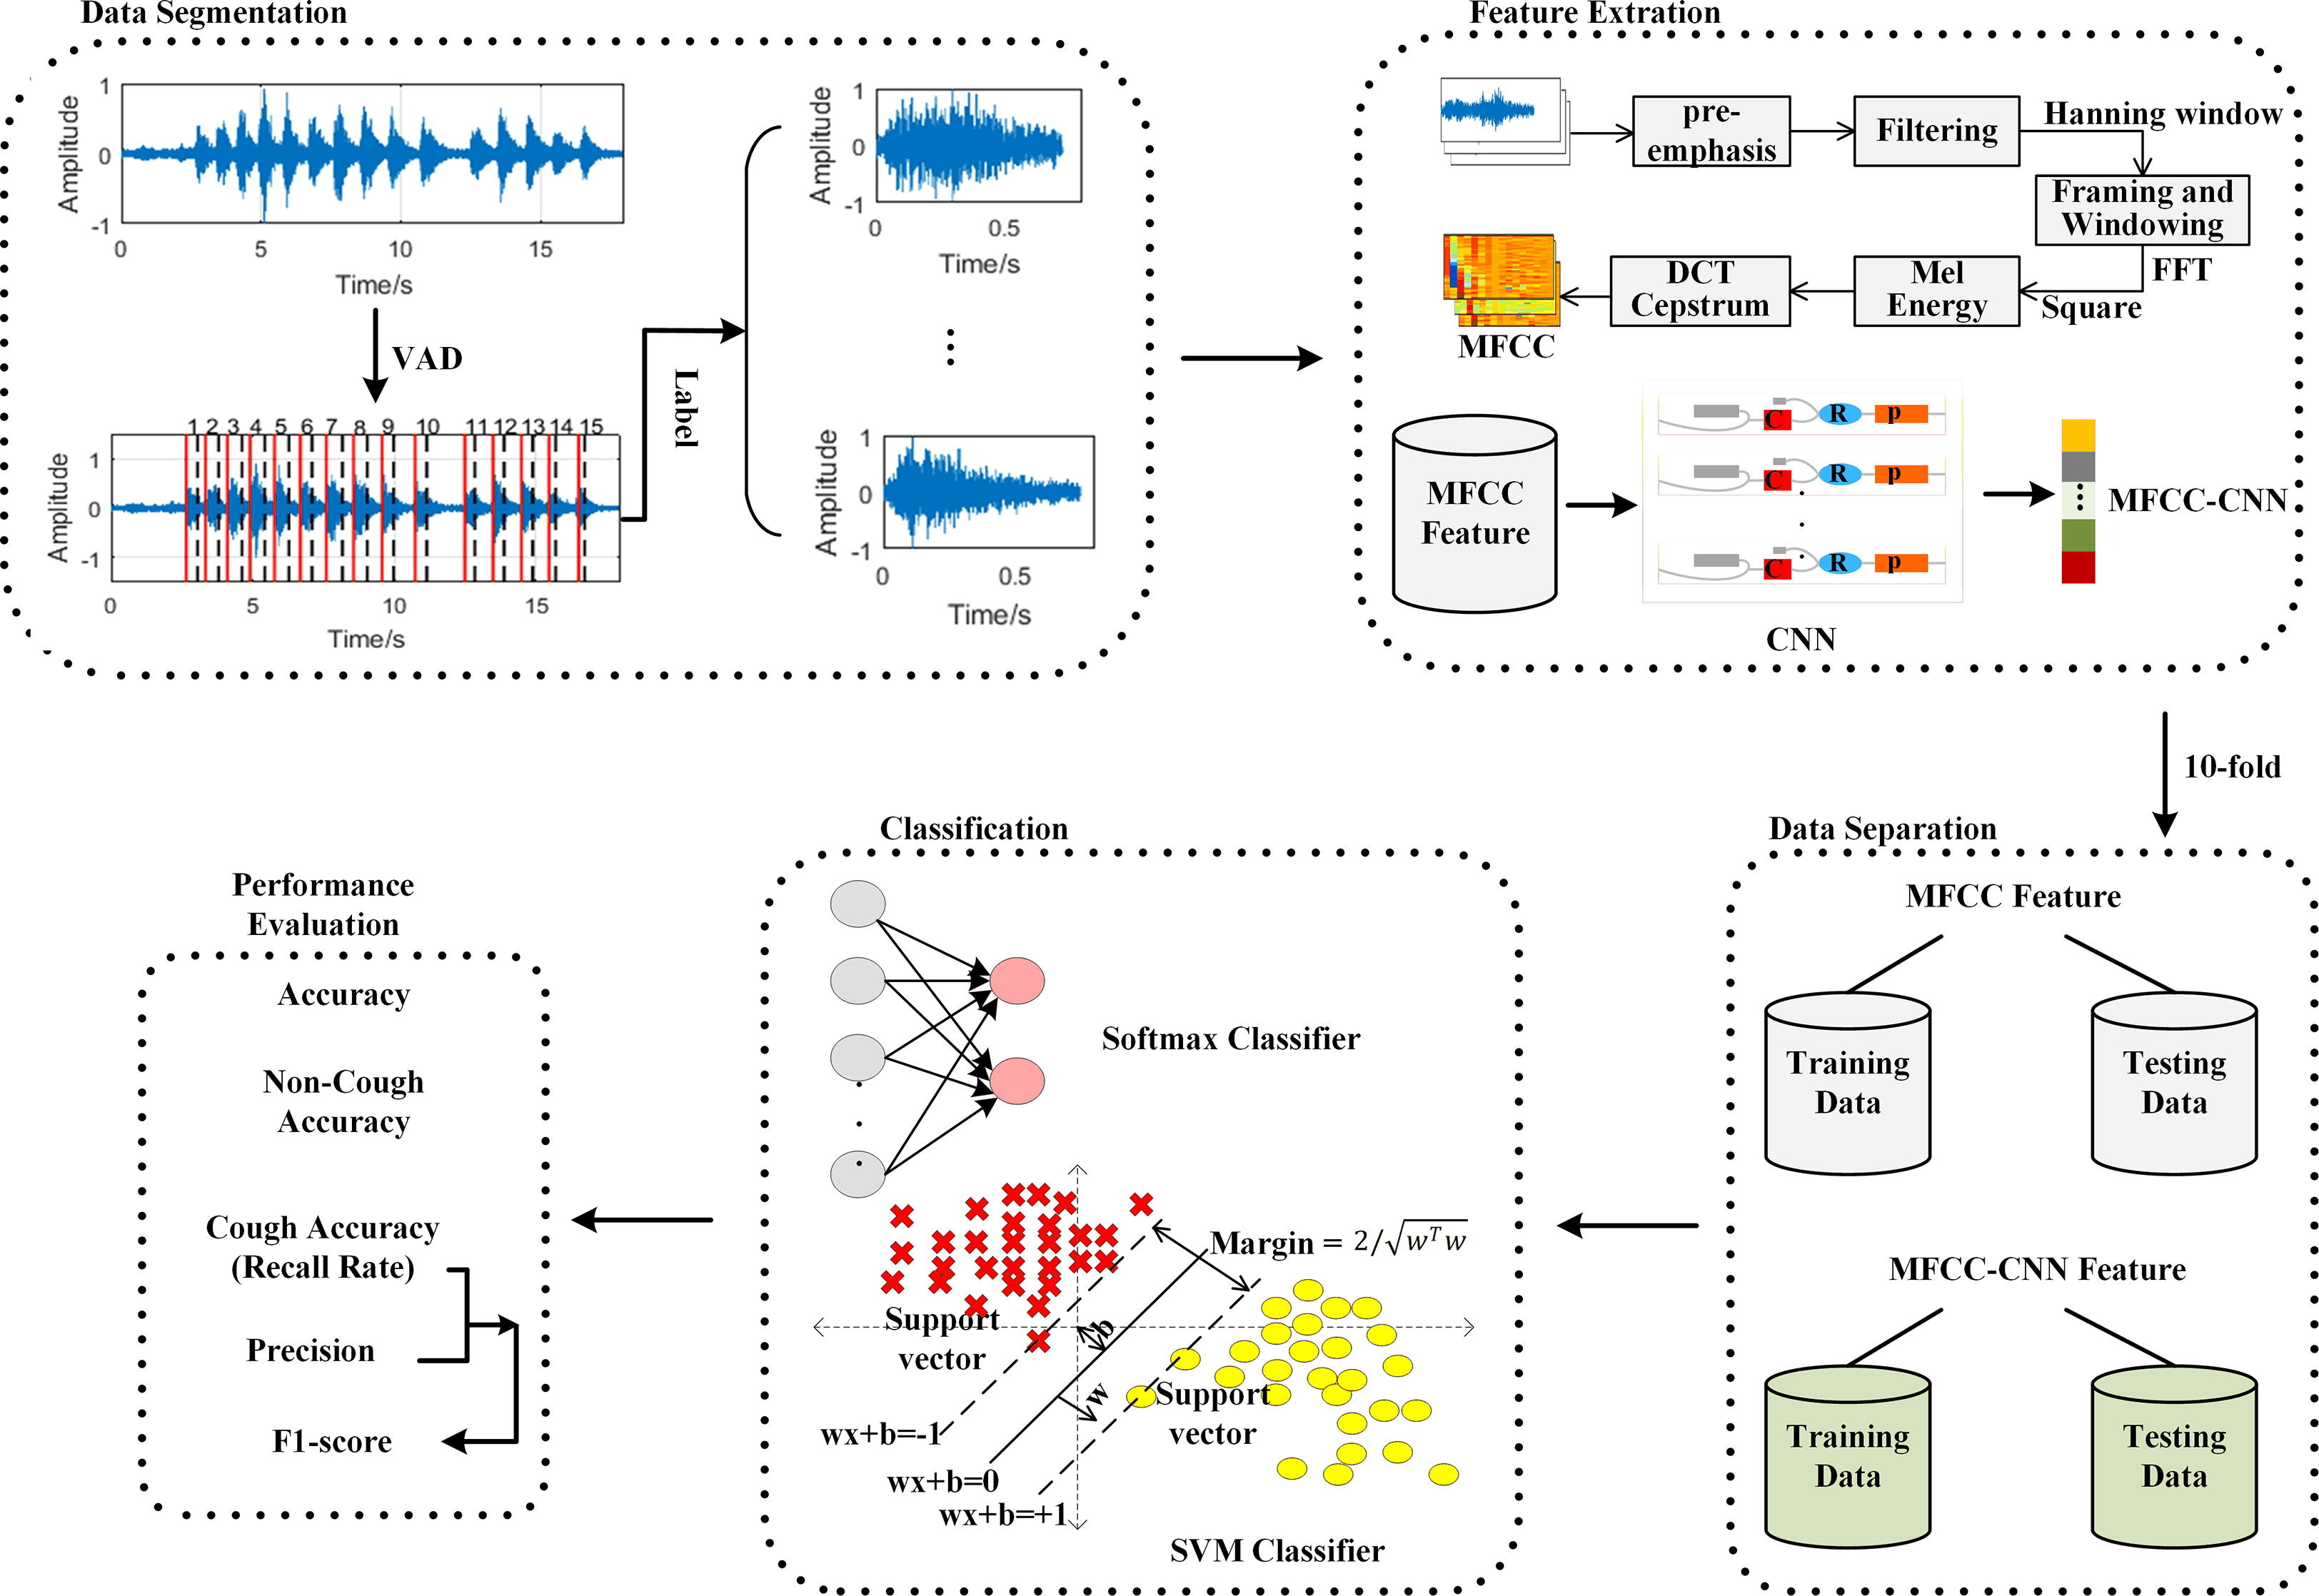 Data Segmentation
1
0
-1
Amplitude
0
5
10
15
Time/s
VAD
1 2 3 4 5 6 7 8 9 10 11 12 13 14 15
1
0
-1
Amplitude
0
5
10
15
Time/s
Label
1
0
-1
Amplitude
0
0.5
Time/s
1
0
-1
Amplitude
0
0.5
Time/s
Feature Extration
pre-
emphasis
Filtering
Hanning window
Framing and
Windowing
FFT
Square
Mel
Energy
DCT
Cepstrum
MFCC
MFCC
Feature
C R p
C R p
C R p
CNN
MFCC-CNN
10-fold
Data Separation
MFCC Feature
Training
Data
Testing
Data
MFCC-CNN Feature
Training
Data
Testing
Data
Classification
Softmax Classifier
Margin = 2/√wᵀw
Support
vector
b
w
Support
vector
wx+b=-1
wx+b=0
wx+b=+1
SVM Classifier
Performance
Evaluation
Accuracy
Non-Cough
Accuracy
Cough Accuracy
(Recall Rate)
Precision
F1-score